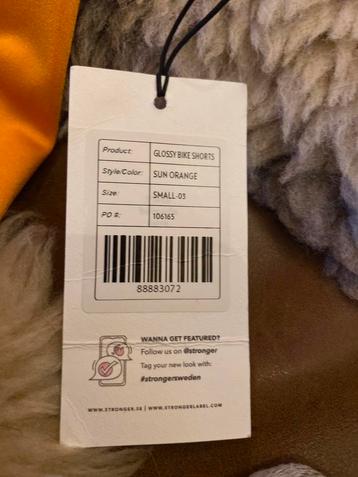 Product: GLOSSY BIKE SHORTS
Style/Color: SUN ORANGE
Size: SMALL-03
PO #: 106165
88883072
WANNA GET FEATURED?
Follow us on @stronger
Tag your new look with:
#strongersweden
WWW.STRONGER.SE | WWW.STRONGERLABEL.COM